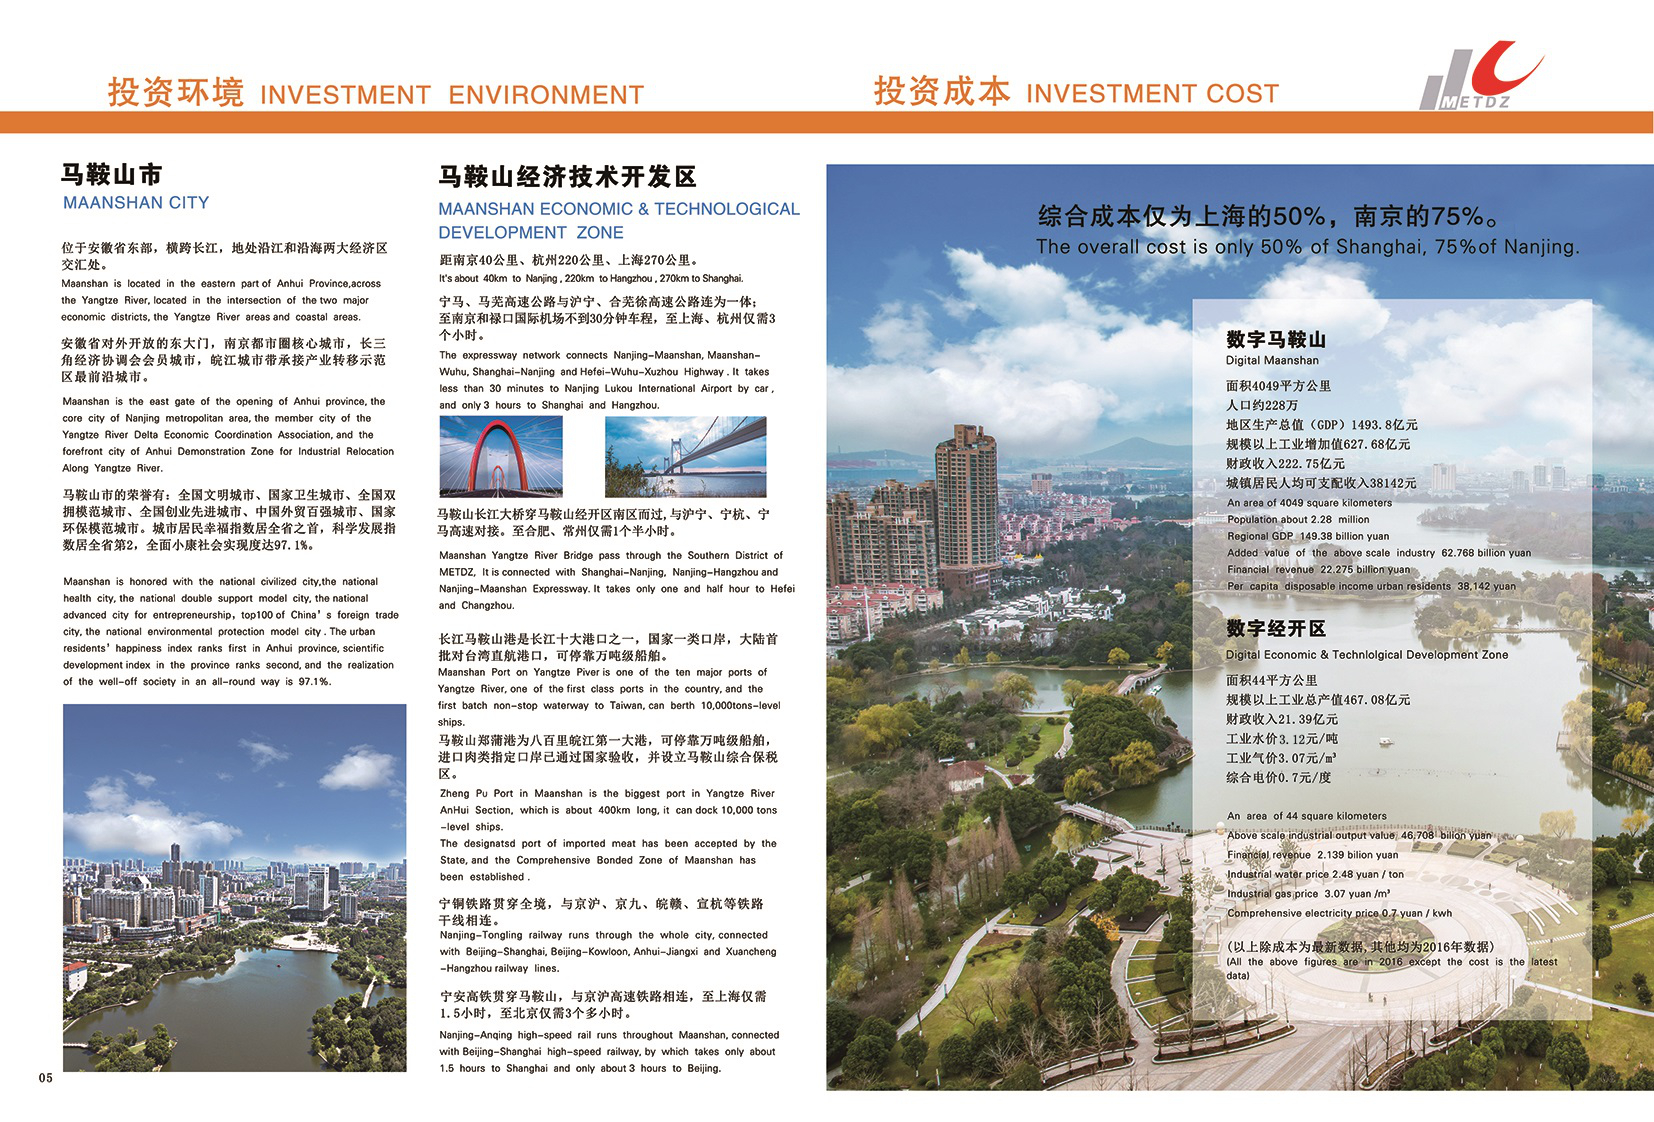 投资环境 INVESTMENT ENVIRONMENT
马鞍山市
MAANSHAN CITY
位于安徽省东部，横跨长江，地处沿江和沿海两大经济区
交汇处。
Maanshan is located in the eastern part of Anhui Province,across
the Yangtze River, located in the intersection of the two major
economic districts, the Yangtze River areas and coastal areas.
安徽省对外开放的东大门，南京都市圈核心城市，长三
角经济协调会会员城市，皖江城市带承接产业转移示范
区最前沿城市。
Maanshan is the east gate of the opening of Anhui province, the
core city of Nanjing metropolitan area, the member city of the
Yangtze River Delta Economic Coordination Association, and the
forefront city of Anhui Demonstration Zone for Industrial Relocation
Along Yangtze River.
马鞍山市的荣誉有：全国文明城市、国家卫生城市、全国双
拥模范城市、全国创业先进城市、中国外贸百强城市、国家
环保模范城市。城市居民幸福指数居全省之首，科学发展指
数居全省第2，全面小康社会实现度达97.1%。
Maanshan is honored with the national civilized city,the national
health city, the national double support model city, the national
advanced city for entrepreneurship, top100 of China's foreign trade
city, the national environmental protection model city . The urban
residents' happiness index ranks first in Anhui province, scientific
development index in the province ranks second, and the realization
of the well-off society in an all-round way is 97.1%.
05
马鞍山经济技术开发区
MAANSHAN ECONOMIC & TECHNOLOGICAL
DEVELOPMENT ZONE
距南京40公里、杭州220公里、上海270公里。
It's about 40km to Nanjing , 220km to Hangzhou , 270km to Shanghai.
宁马、马芜高速公路与沪宁、合芜徐高速公路连为一体；
至南京和禄口国际机场不到30分钟车程，至上海、杭州仅需3
个小时。
The expressway network connects Nanjing-Maanshan, Maanshan-
Wuhu, Shanghai-Nanjing and Hefei-Wuhu-Xuzhou Highway . It takes
less than 30 minutes to Nanjing Lukou International Airport by car ,
and only 3 hours to Shanghai and Hangzhou.
马鞍山长江大桥穿马鞍山经开区南区而过,与沪宁、宁杭、宁
马高速对接。至合肥、常州仅需1个半小时。
Maanshan Yangtze River Bridge pass through the Southern District of
METDZ, It is connected with Shanghai-Nanjing, Nanjing-Hangzhou and
Nanjing-Maanshan Expressway. It takes only one and half hour to Hefei
and Changzhou.
长江马鞍山港是长江十大港口之一，国家一类口岸，大陆首
批对台湾直航港口，可停靠万吨级船舶。
Maanshan Port on Yangtze Piver is one of the ten major ports of
Yangtze River, one of the first class ports in the country, and the
first batch non-stop waterway to Taiwan, can berth 10,000tons-level
ships.
马鞍山郑蒲港为八百里皖江第一大港，可停靠万吨级船舶，
进口肉类指定口岸已通过国家验收，并设立马鞍山综合保税
区。
Zheng Pu Port in Maanshan is the biggest port in Yangtze River
AnHui Section, which is about 400km long, it can dock 10,000 tons
-level ships.
The designatsd port of imported meat has been accepted by the
State, and the Comprehensive Bonded Zone of Maanshan has
been established .
宁铜铁路贯穿全境，与京沪、京九、皖赣、宣杭等铁路
干线相连。
Nanjing-Tongling railway runs through the whole city, connected
with Beijing-Shanghai, Beijing-Kowloon, Anhui-Jiangxi and Xuancheng
-Hangzhou railway lines.
宁安高铁贯穿马鞍山，与京沪高速铁路相连，至上海仅需
1.5小时，至北京仅需3个多小时。
Nanjing-Anqing high-speed rail runs throughout Maanshan, connected
with Beijing-Shanghai high-speed railway, by which takes only about
1.5 hours to Shanghai and only about 3 hours to Beijing.
投资成本 INVESTMENT COST
METDZ
综合成本仅为上海的50%，南京的75%。
The overall cost is only 50% of Shanghai, 75%of Nanjing.
数字马鞍山
Digital Maanshan
面积4049平方公里
人口约228万
地区生产总值（GDP）1493.8亿元
规模以上工业增加值627.68亿元
财政收入222.75亿元
城镇居民人均可支配收入38142元
An area of 4049 square kilometers
Population about 2.28 million
Regional GDP 149.38 billion yuan
Added value of the above scale industry 62.768 billion yuan
Financial revenue 22.275 billion yuan
Per capita disposable income urban residents 38,142 yuan
数字经开区
Digital Economic & Technlolgical Development Zone
面积44平方公里
规模以上工业总产值467.08亿元
财政收入21.39亿元
工业水价3.12元/吨
工业气价3.07元/m³
综合电价0.7元/度
An area of 44 square kilometers
Above scale industrial output value, 46,708 bilion yuan
Financial revenue 2.139 bilion yuan
Industrial water price 2.48 yuan / ton
Industrial gas price 3.07 yuan /m³
Comprehensive electricity price 0.7 yuan / kwh
(以上除成本为最新数据,其他均为2016年数据)
(All the above figures are in 2016 except the cost is the latest
data)